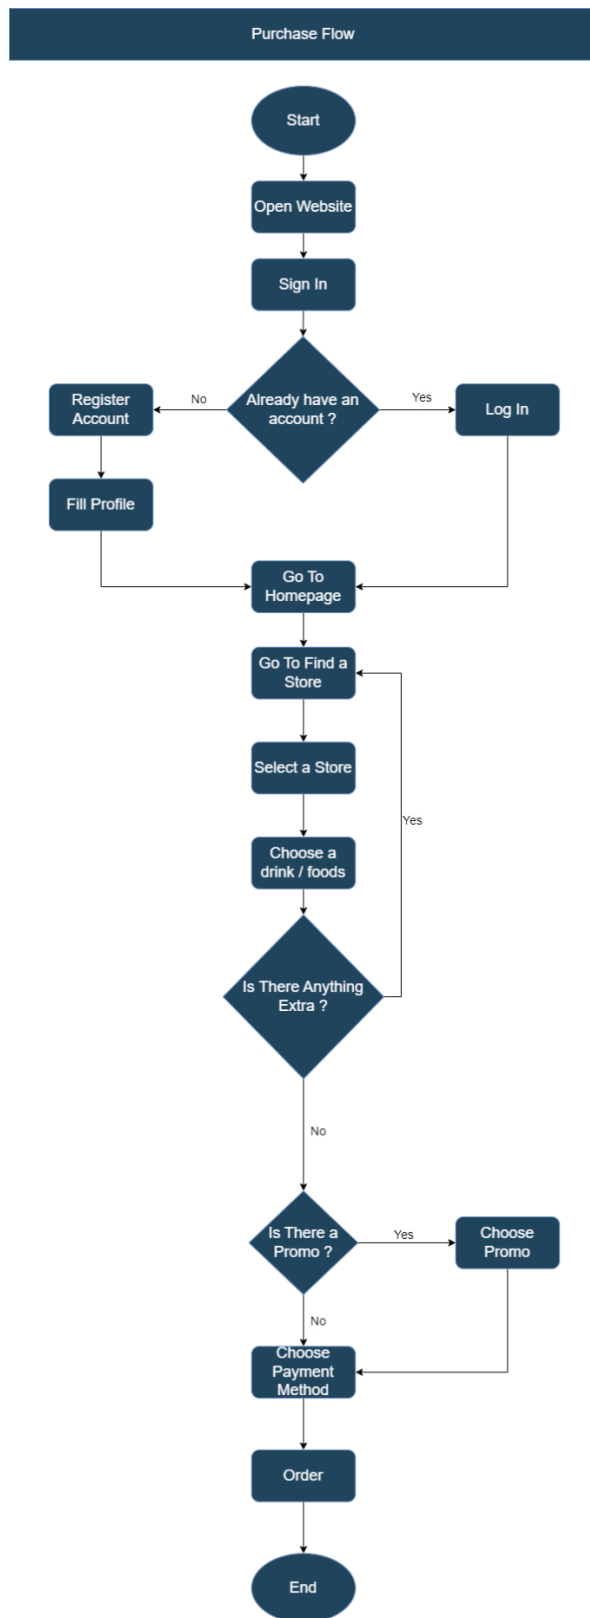 Purchase Flow
Start
Open Website
Sign In
Already have an
account ?
No
Yes
Register
Account
Log In
Fill Profile
Go To
Homepage
Go To Find a
Store
Select a Store
Yes
Choose a
drink / foods
Is There Anything
Extra ?
No
Is There a
Promo ?
Yes
Choose
Promo
No
Choose
Payment
Method
Order
End